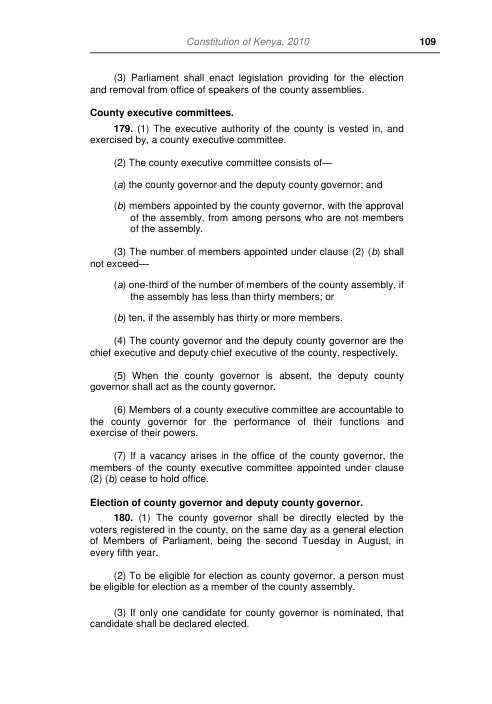 Constitution of Kenya, 2010 109
(3) Parliament shall enact legislation providing for the election
and removal from office of speakers of the county assemblies.
County executive committees.
179. (1) The executive authority of the county is vested in, and
exercised by, a county executive committee.
(2) The county executive committee consists of—
(a) the county governor and the deputy county governor; and
(b) members appointed by the county governor, with the approval
of the assembly, from among persons who are not members
of the assembly.
(3) The number of members appointed under clause (2) (b) shall
not exceed—
(a) one-third of the number of members of the county assembly, if
the assembly has less than thirty members; or
(b) ten, if the assembly has thirty or more members.
(4) The county governor and the deputy county governor are the
chief executive and deputy chief executive of the county, respectively.
(5) When the county governor is absent, the deputy county
governor shall act as the county governor.
(6) Members of a county executive committee are accountable to
the county governor for the performance of their functions and
exercise of their powers.
(7) If a vacancy arises in the office of the county governor, the
members of the county executive committee appointed under clause
(2) (b) cease to hold office.
Election of county governor and deputy county governor.
180. (1) The county governor shall be directly elected by the
voters registered in the county, on the same day as a general election
of Members of Parliament, being the second Tuesday in August, in
every fifth year.
(2) To be eligible for election as county governor, a person must
be eligible for election as a member of the county assembly.
(3) If only one candidate for county governor is nominated, that
candidate shall be declared elected.